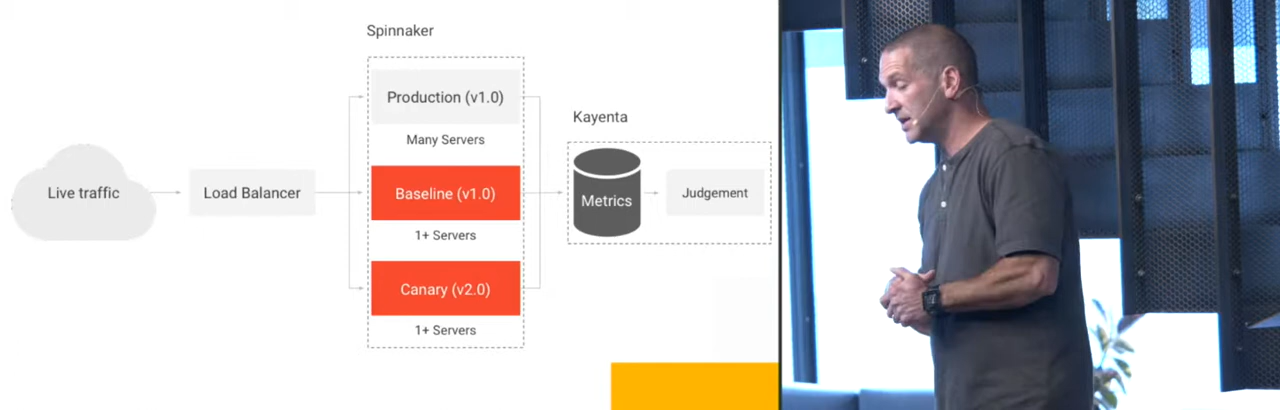 Spinnaker
Production (v1.0)
Many Servers
Kayenta
Live traffic
Load Balancer
Baseline (v1.0)
Metrics
Judgement
1+ Servers
Canary (v2.0)
1+ Servers